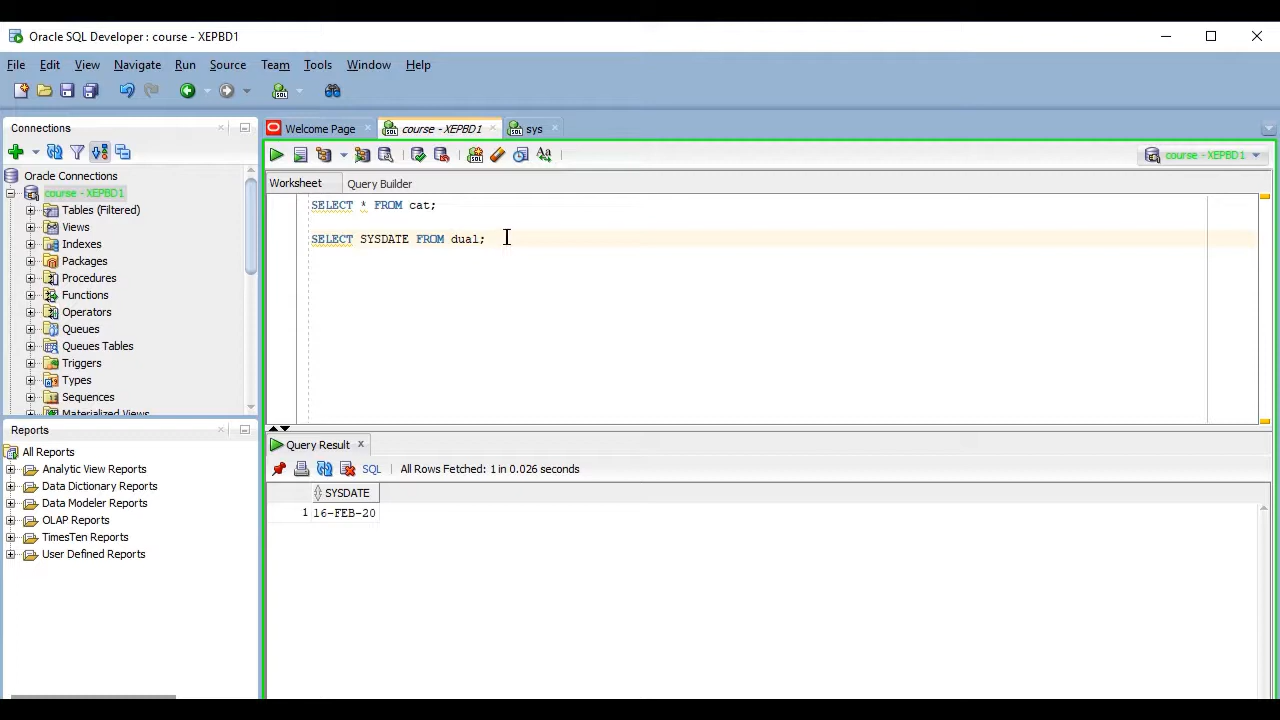 Oracle SQL Developer : course - XEPBD1
File Edit View Navigate Run Source Team Tools Window Help
Connections
Oracle Connections
course - XEPBD1
Tables (Filtered)
Views
Indexes
Packages
Procedures
Functions
Operators
Queues
Queues Tables
Triggers
Types
Sequences
Materialized Views
Reports
All Reports
Analytic View Reports
Data Dictionary Reports
Data Modeler Reports
OLAP Reports
TimesTen Reports
User Defined Reports
Welcome Page course - XEPBD1 sys
Aa course - XEPBD1
Worksheet Query Builder
SELECT * FROM cat;
SELECT SYSDATE FROM dual;
Query Result
SQL All Rows Fetched: 1 in 0.026 seconds
SYSDATE
1 16-FEB-20